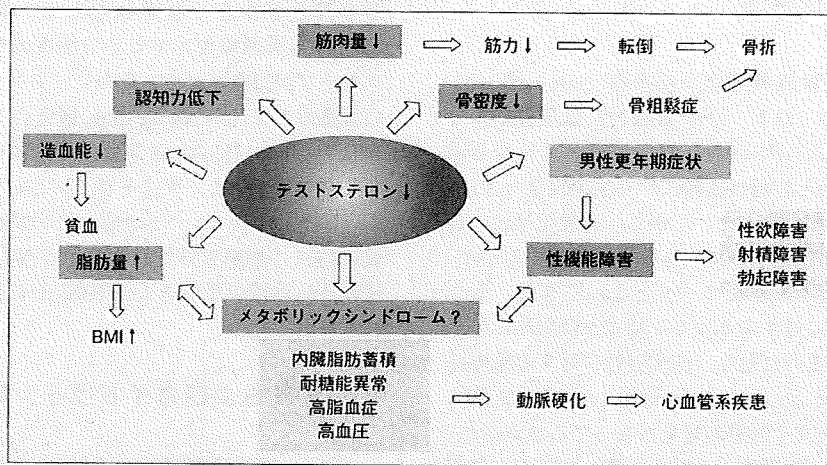 筋肉量↓
筋力↓
転倒
骨折
認知力低下
骨密度↓
骨粗鬆症
造血能↓
貧血
テストステロン↓
男性更年期症状
脂肪量↑
BMI↑
性機能障害
性欲障害
射精障害
勃起障害
メタボリックシンドローム？
内臓脂肪蓄積
耐糖能異常
高脂血症
高血圧
動脈硬化
心血管系疾患